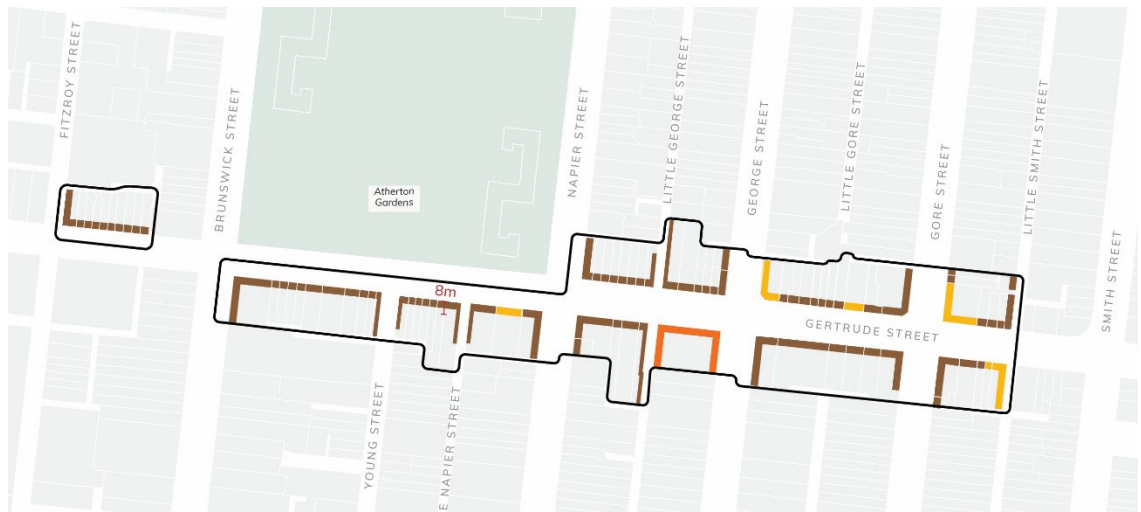 FITZROY STREET
BRUNSWICK STREET
Atherton
Gardens
NAPIER STREET
LITTLE GEORGE STREET
GEORGE STREET
LITTLE GORE STREET
GORE STREET
LITTLE SMITH STREET
SMITH STREET
8m
GERTRUDE STREET
YOUNG STREET
E NAPIER STREET